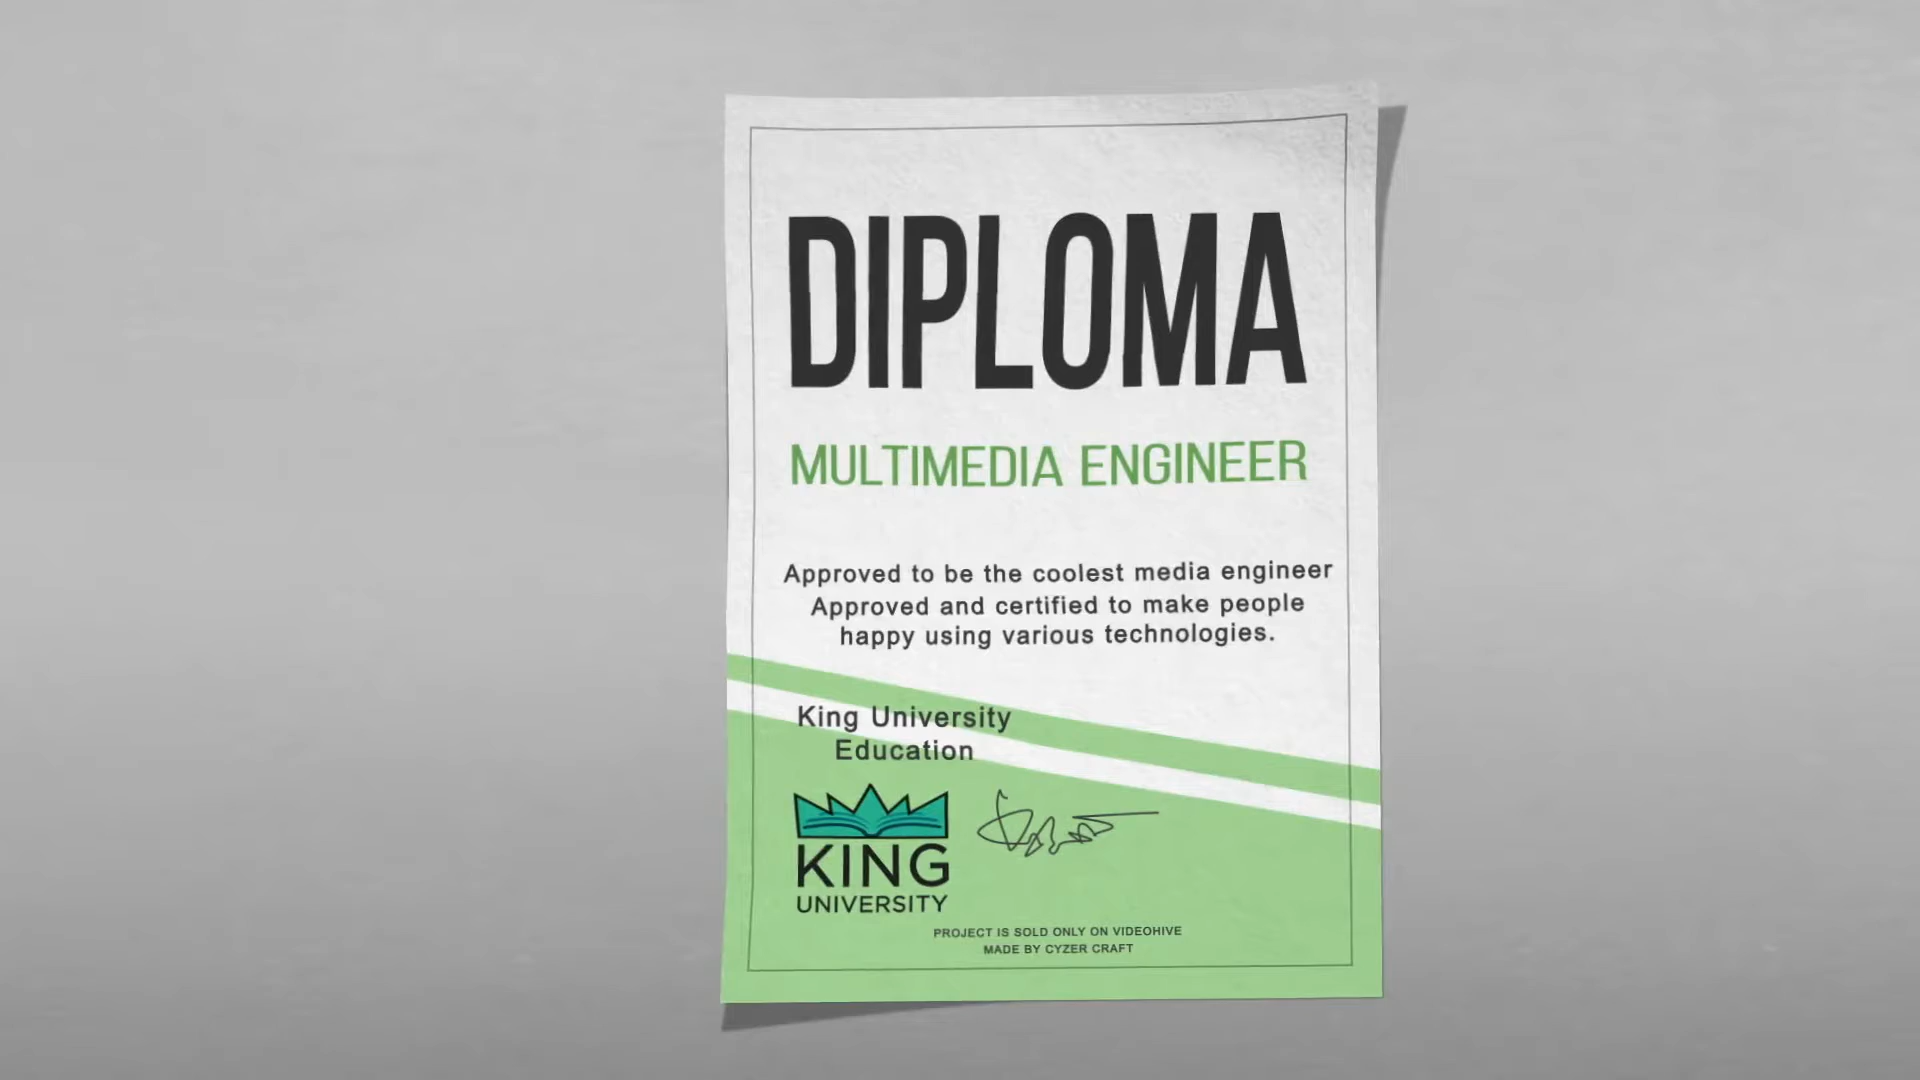 DIPLOMA
MULTIMEDIA ENGINEER
Approved to be the coolest media engineer
Approved and certified to make people
happy using various technologies.
King University
Education
KING
UNIVERSITY
PROJECT IS SOLD ONLY ON VIDEOHIVE
MADE BY CYZER CRAFT